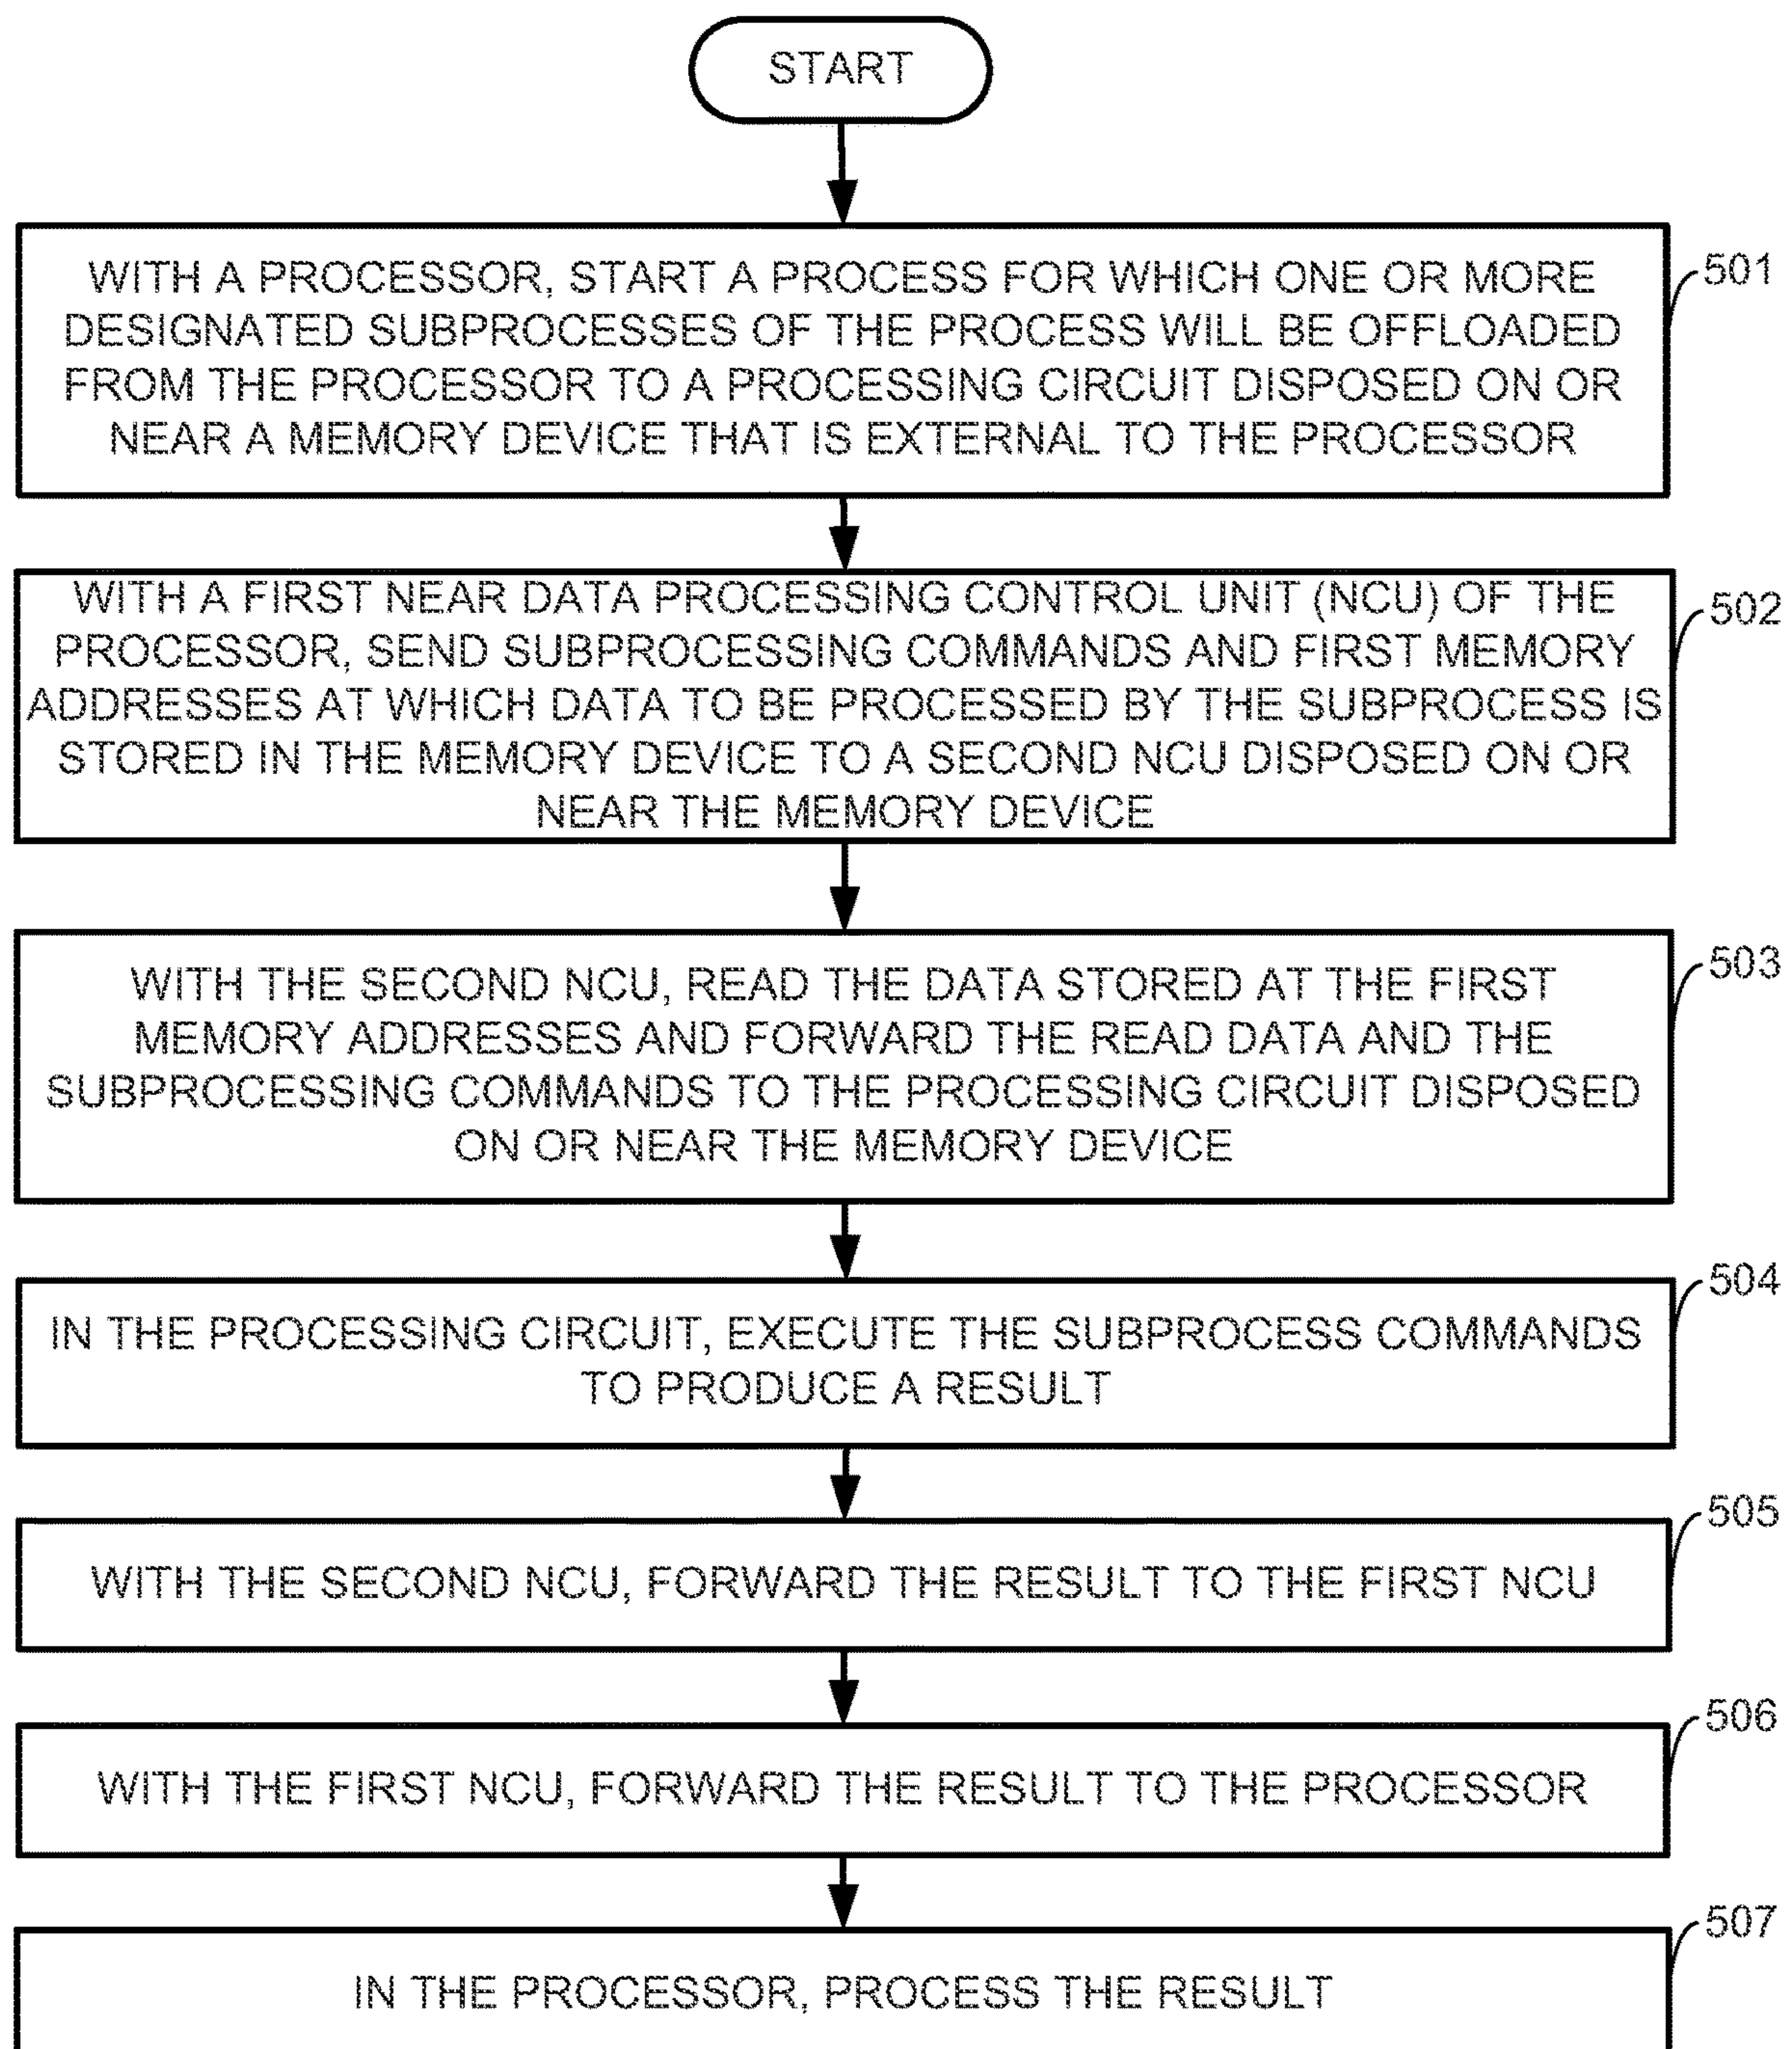 START
WITH A PROCESSOR, START A PROCESS FOR WHICH ONE OR MORE
DESIGNATED SUBPROCESSES OF THE PROCESS WILL BE OFFLOADED
FROM THE PROCESSOR TO A PROCESSING CIRCUIT DISPOSED ON OR
NEAR A MEMORY DEVICE THAT IS EXTERNAL TO THE PROCESSOR
501
WITH A FIRST NEAR DATA PROCESSING CONTROL UNIT (NCU) OF THE
PROCESSOR, SEND SUBPROCESSING COMMANDS AND FIRST MEMORY
ADDRESSES AT WHICH DATA TO BE PROCESSED BY THE SUBPROCESS IS
STORED IN THE MEMORY DEVICE TO A SECOND NCU DISPOSED ON OR
NEAR THE MEMORY DEVICE
502
WITH THE SECOND NCU, READ THE DATA STORED AT THE FIRST
MEMORY ADDRESSES AND FORWARD THE READ DATA AND THE
SUBPROCESSING COMMANDS TO THE PROCESSING CIRCUIT DISPOSED
ON OR NEAR THE MEMORY DEVICE
503
IN THE PROCESSING CIRCUIT, EXECUTE THE SUBPROCESS COMMANDS
TO PRODUCE A RESULT
504
WITH THE SECOND NCU, FORWARD THE RESULT TO THE FIRST NCU
505
WITH THE FIRST NCU, FORWARD THE RESULT TO THE PROCESSOR
506
IN THE PROCESSOR, PROCESS THE RESULT
507